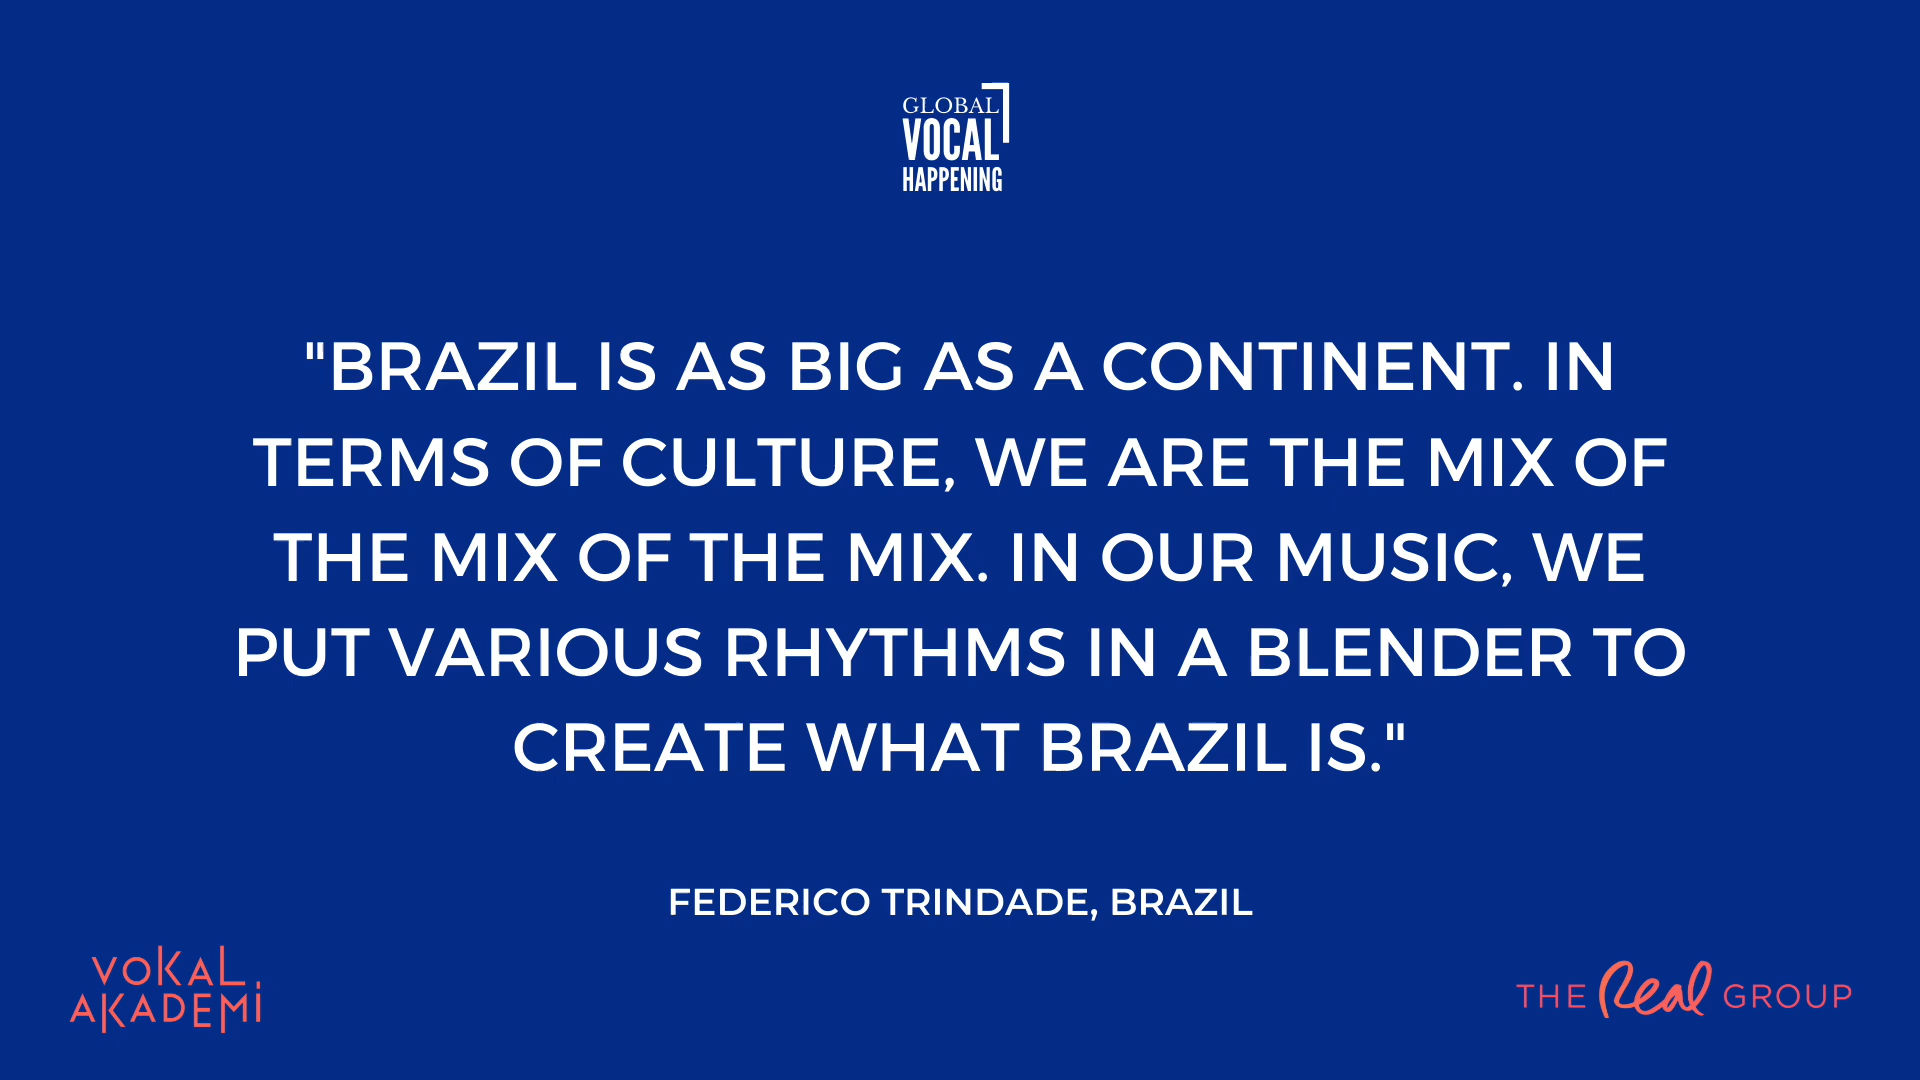 GLOBAL
VOCAL
HAPPENING
"BRAZIL IS AS BIG AS A CONTINENT. IN
TERMS OF CULTURE, WE ARE THE MIX OF
THE MIX OF THE MIX. IN OUR MUSIC, WE
PUT VARIOUS RHYTHMS IN A BLENDER TO
CREATE WHAT BRAZIL IS."
FEDERICO TRINDADE, BRAZIL
VOKAL
AKADEMI
THE Real GROUP